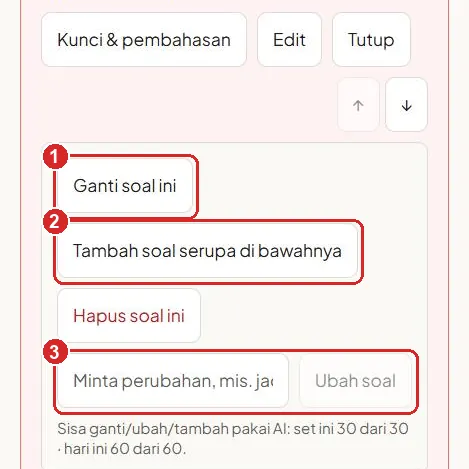 Kunci & pembahasan Edit Tutup
↑ ↓
1
Ganti soal ini
2
Tambah soal serupa di bawahnya
Hapus soal ini
3
Minta perubahan, mis. Ubah soal
Sisa ganti/ubah/tambah pakai AI: set ini 30 dari 30
· hari ini 60 dari 60.